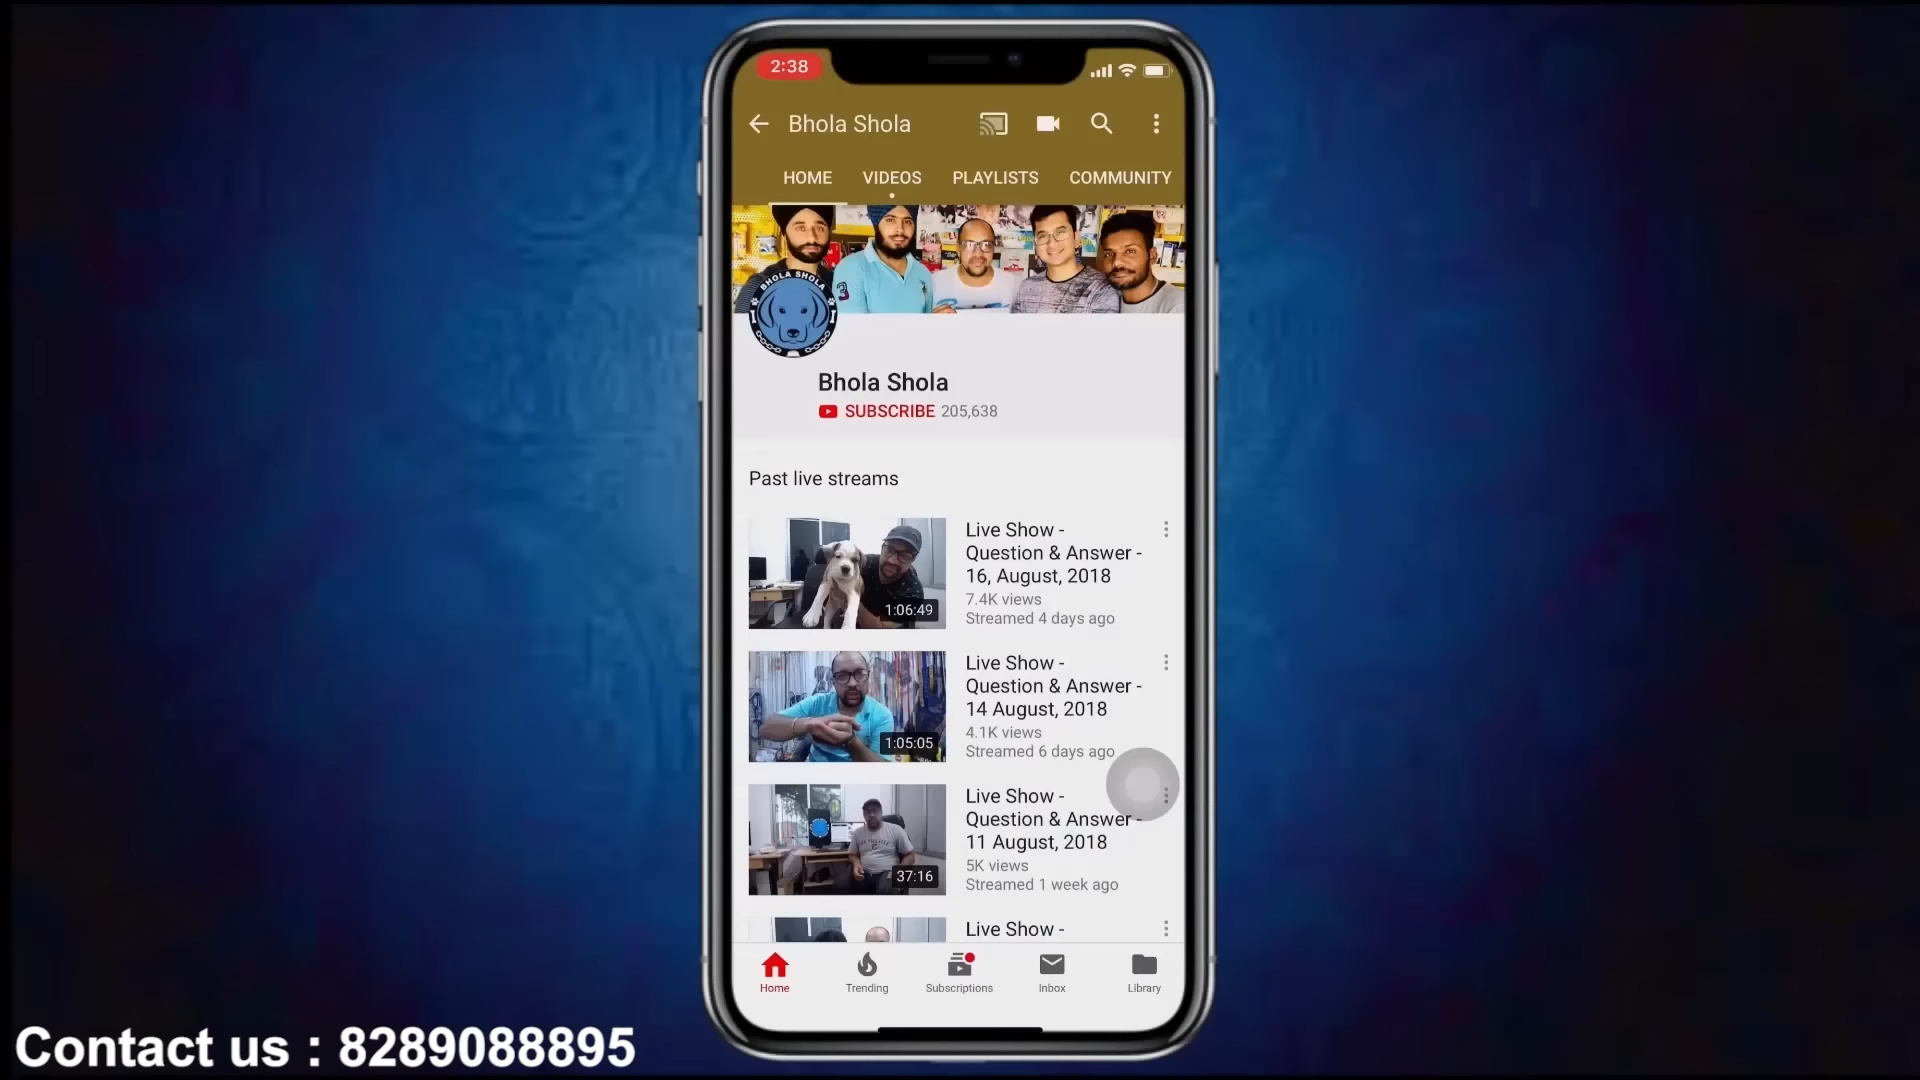 2:38
Bhola Shola
HOME VIDEOS PLAYLISTS COMMUNITY
BHOLA SHOLA
Bhola Shola
SUBSCRIBE 205,638
Past live streams
Live Show -
Question & Answer -
16, August, 2018
7.4K views
Streamed 4 days ago
1:06:49
Live Show -
Question & Answer -
14 August, 2018
4.1K views
Streamed 6 days ago
1:05:05
Live Show -
Question & Answer -
11 August, 2018
5K views
Streamed 1 week ago
37:16
Live Show -
Home Trending Subscriptions Inbox Library
Contact us : 8289088895